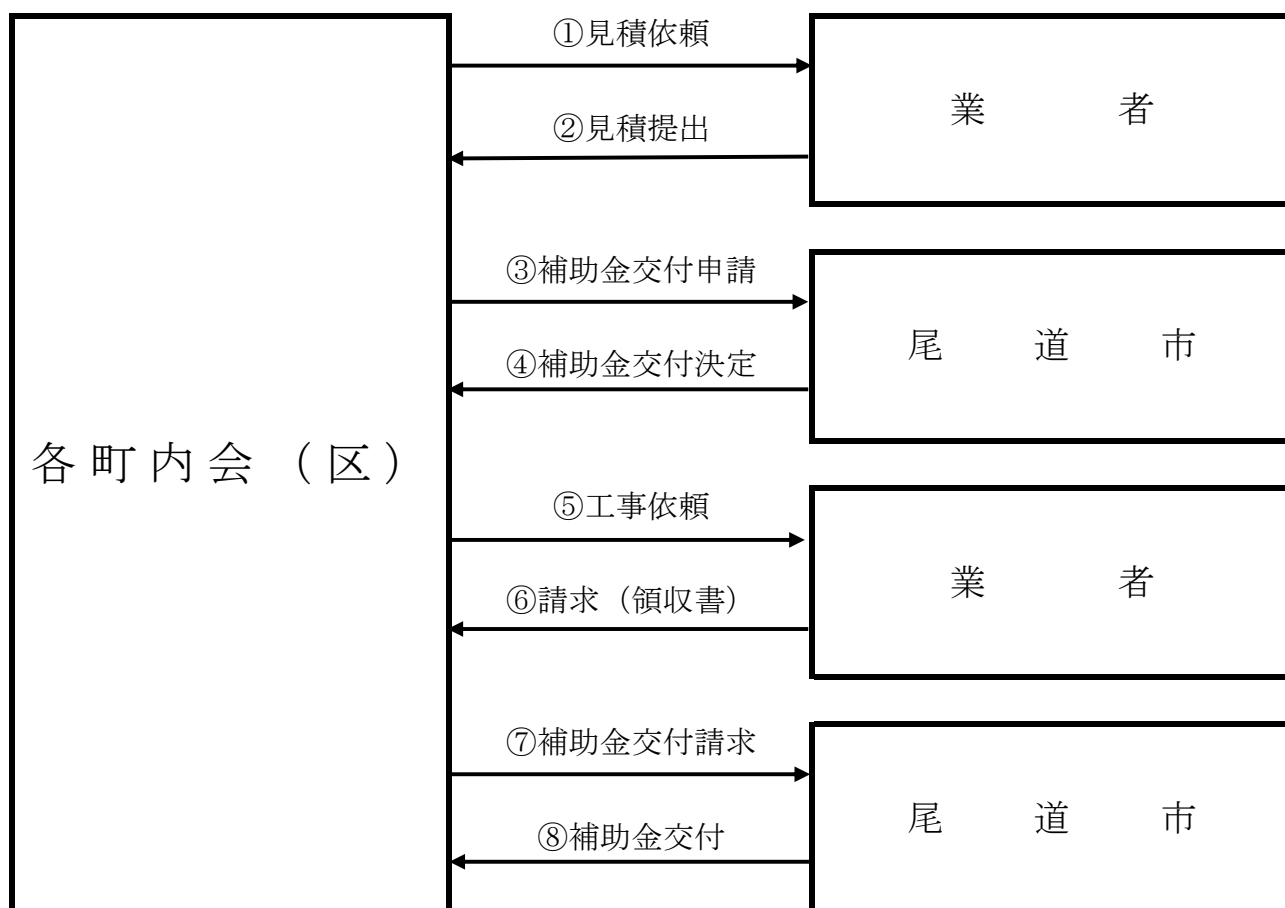 ①見積依頼
業者
②見積提出
③補助金交付申請
尾道市
④補助金交付決定
各町内会（区）
⑤工事依頼
業者
⑥請求（領収書）
⑦補助金交付請求
尾道市
⑧補助金交付